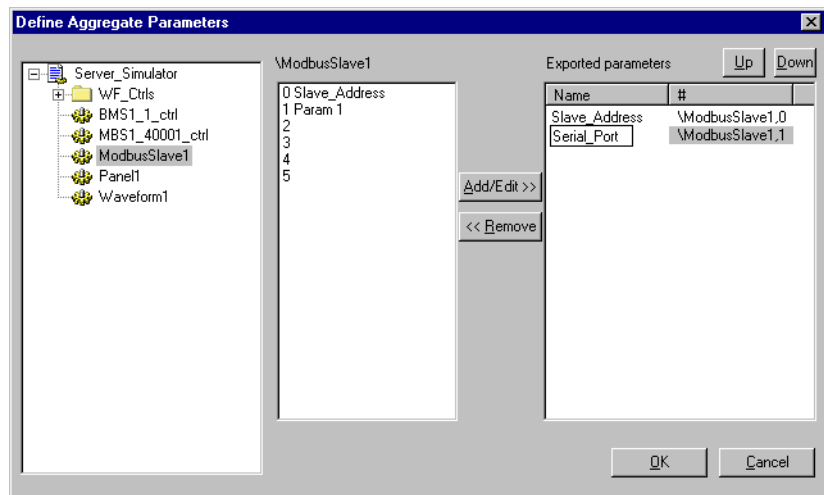 Define Aggregate Parameters
Server_Simulator
WF_Ctrls
BMS1_1_ctrl
MBS1_40001_ctrl
ModbusSlave1
Panel1
Waveform1
\ModbusSlave1
0 Slave_Address
1 Param 1
2
3
4
5
Add/Edit >>
<< Remove
Exported parameters
Up
Down
Name #
Slave_Address \ModbusSlave1,0
Serial_Port \ModbusSlave1,1
OK
Cancel